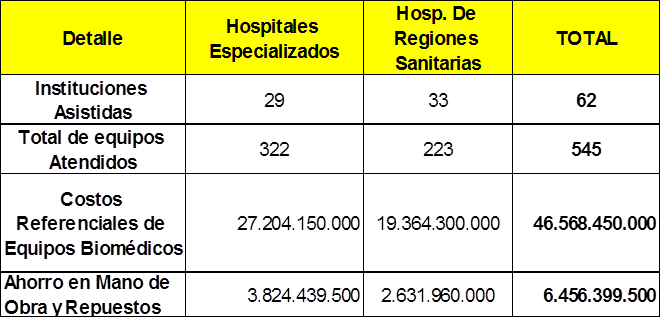 Detalle
Hospitales
Especializados
Hosp. De
Regiones
Sanitarias
TOTAL
Instituciones
Asistidas
29
33
62
Total de equipos
Atendidos
322
223
545
Costos
Referenciales de
Equipos Biomédicos
27.204.150.000
19.364.300.000
46.568.450.000
Ahorro en Mano de
Obra y Repuestos
3.824.439.500
2.631.960.000
6.456.399.500